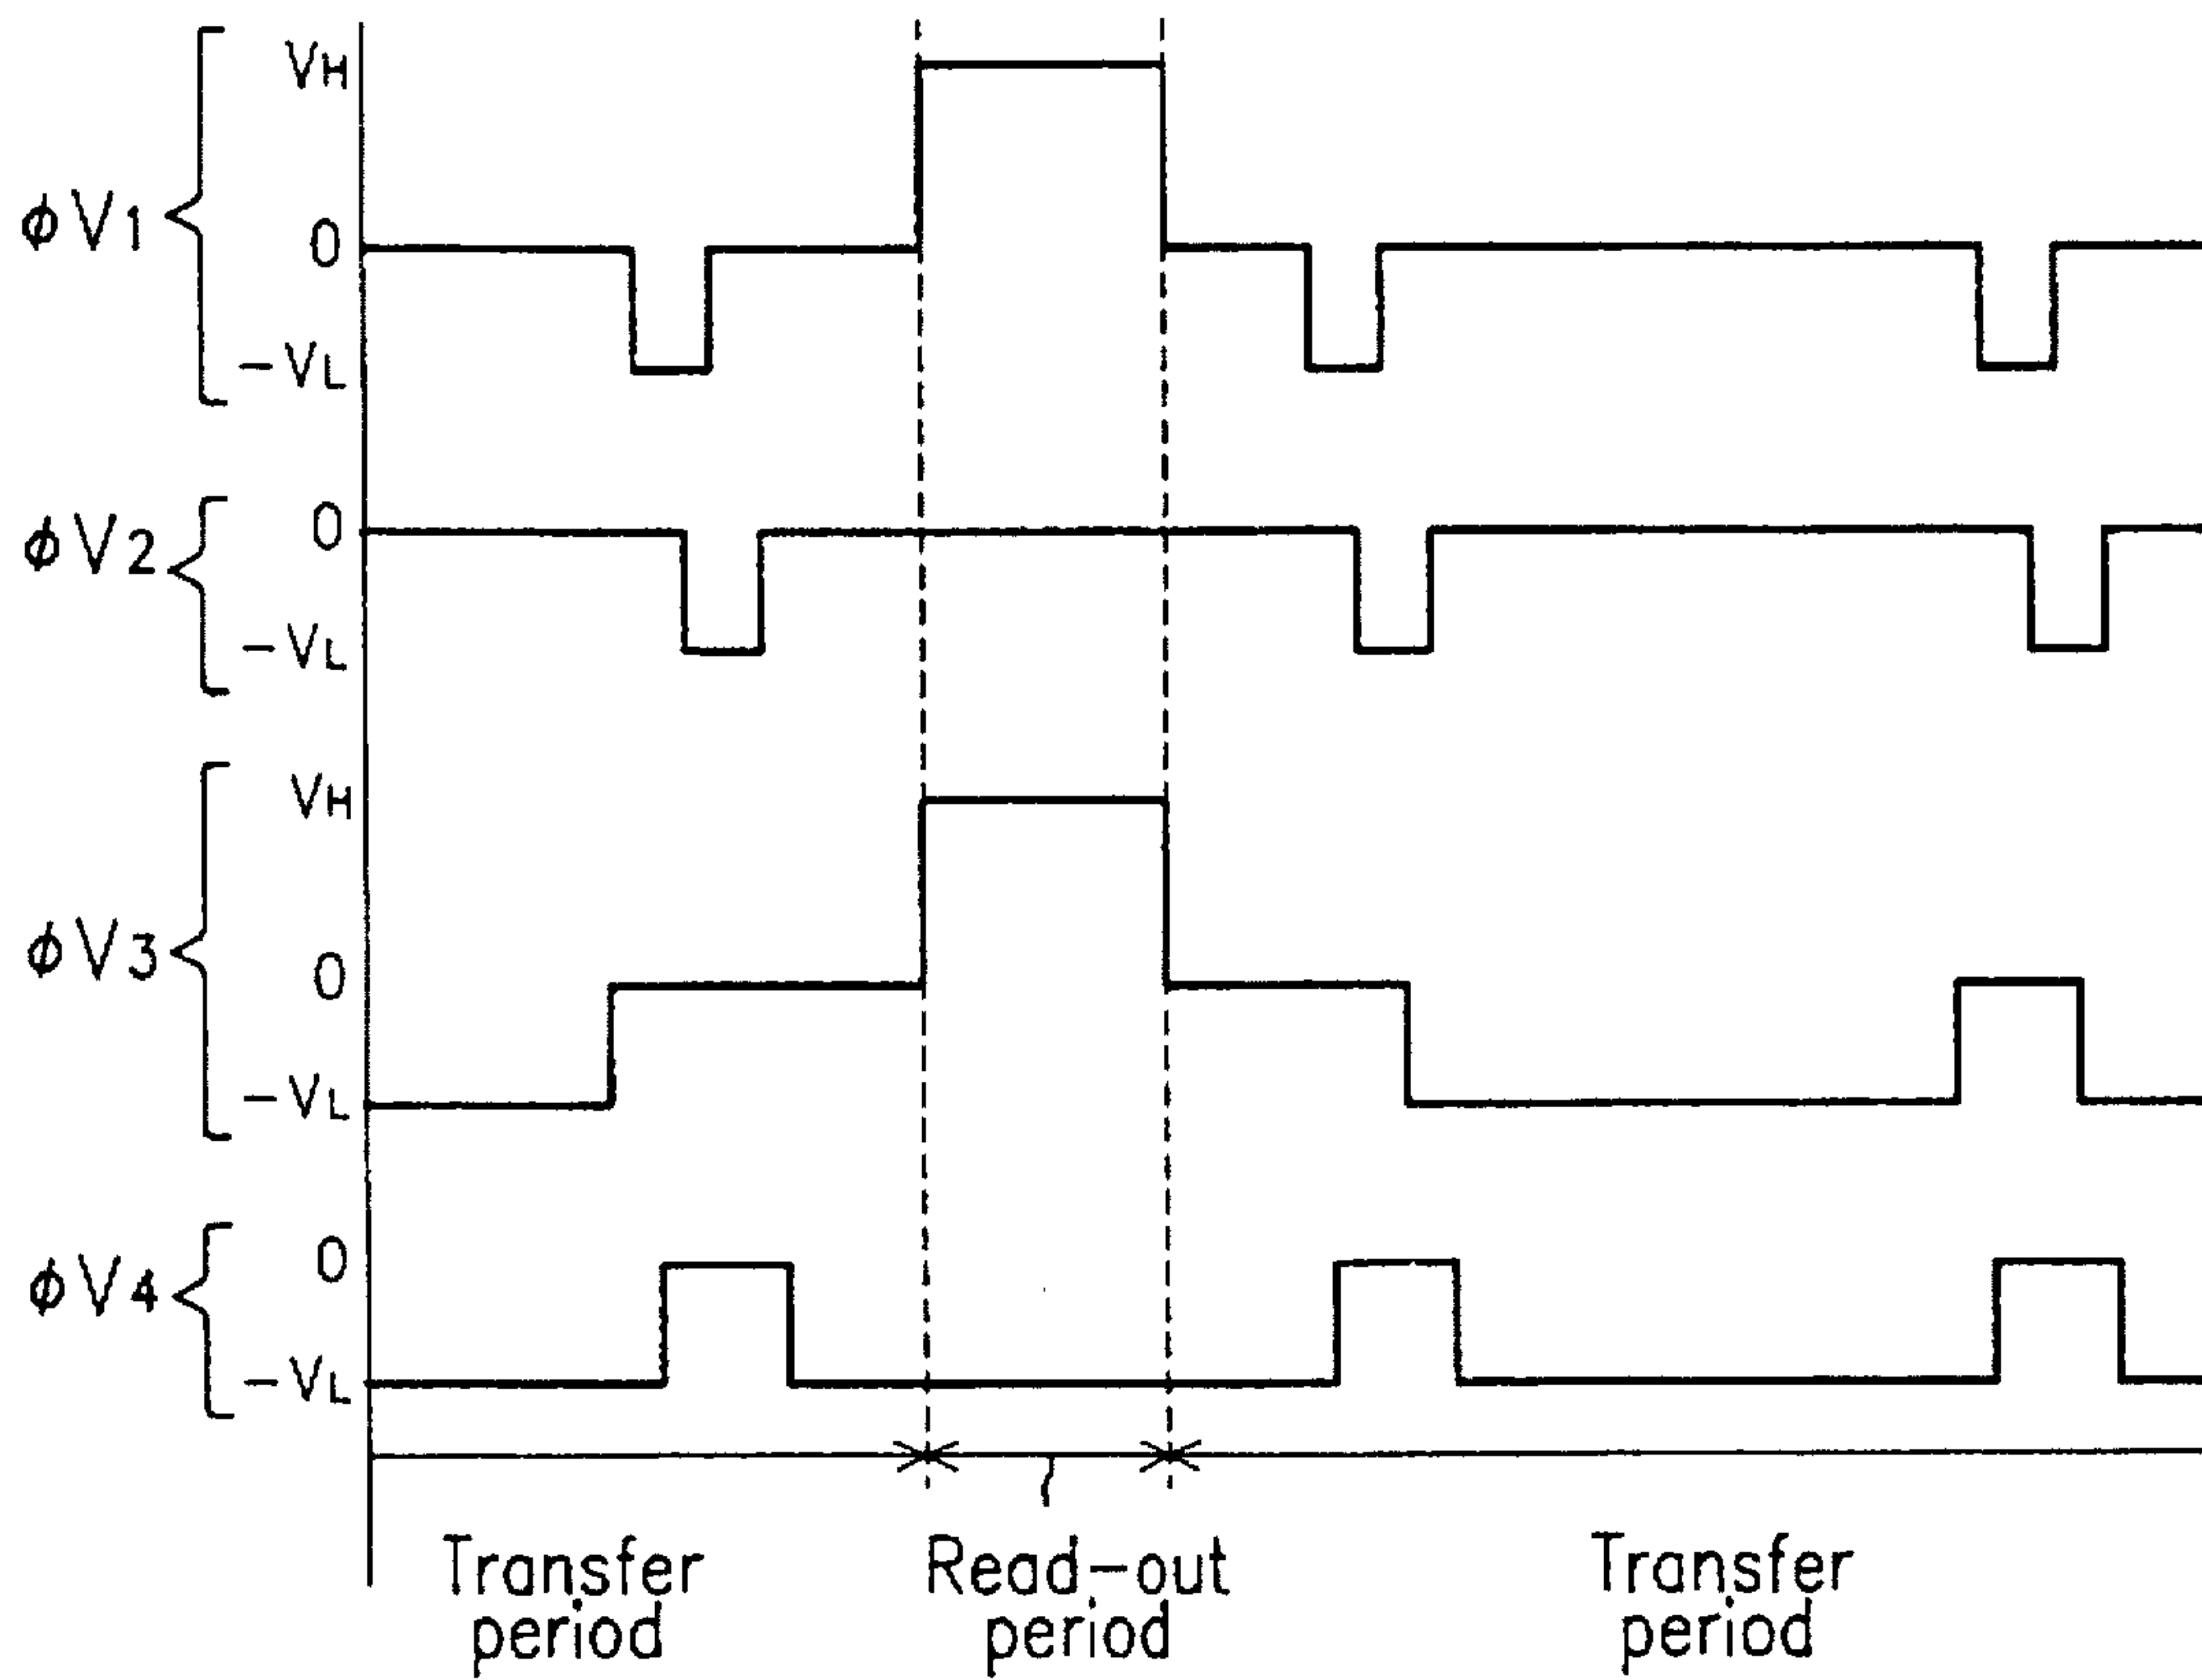 VH
φV1
0
-VL
0
φV2
-VL
VH
φV3
0
-VL
0
φV4
-VL
Transfer period
Read-out period
Transfer period